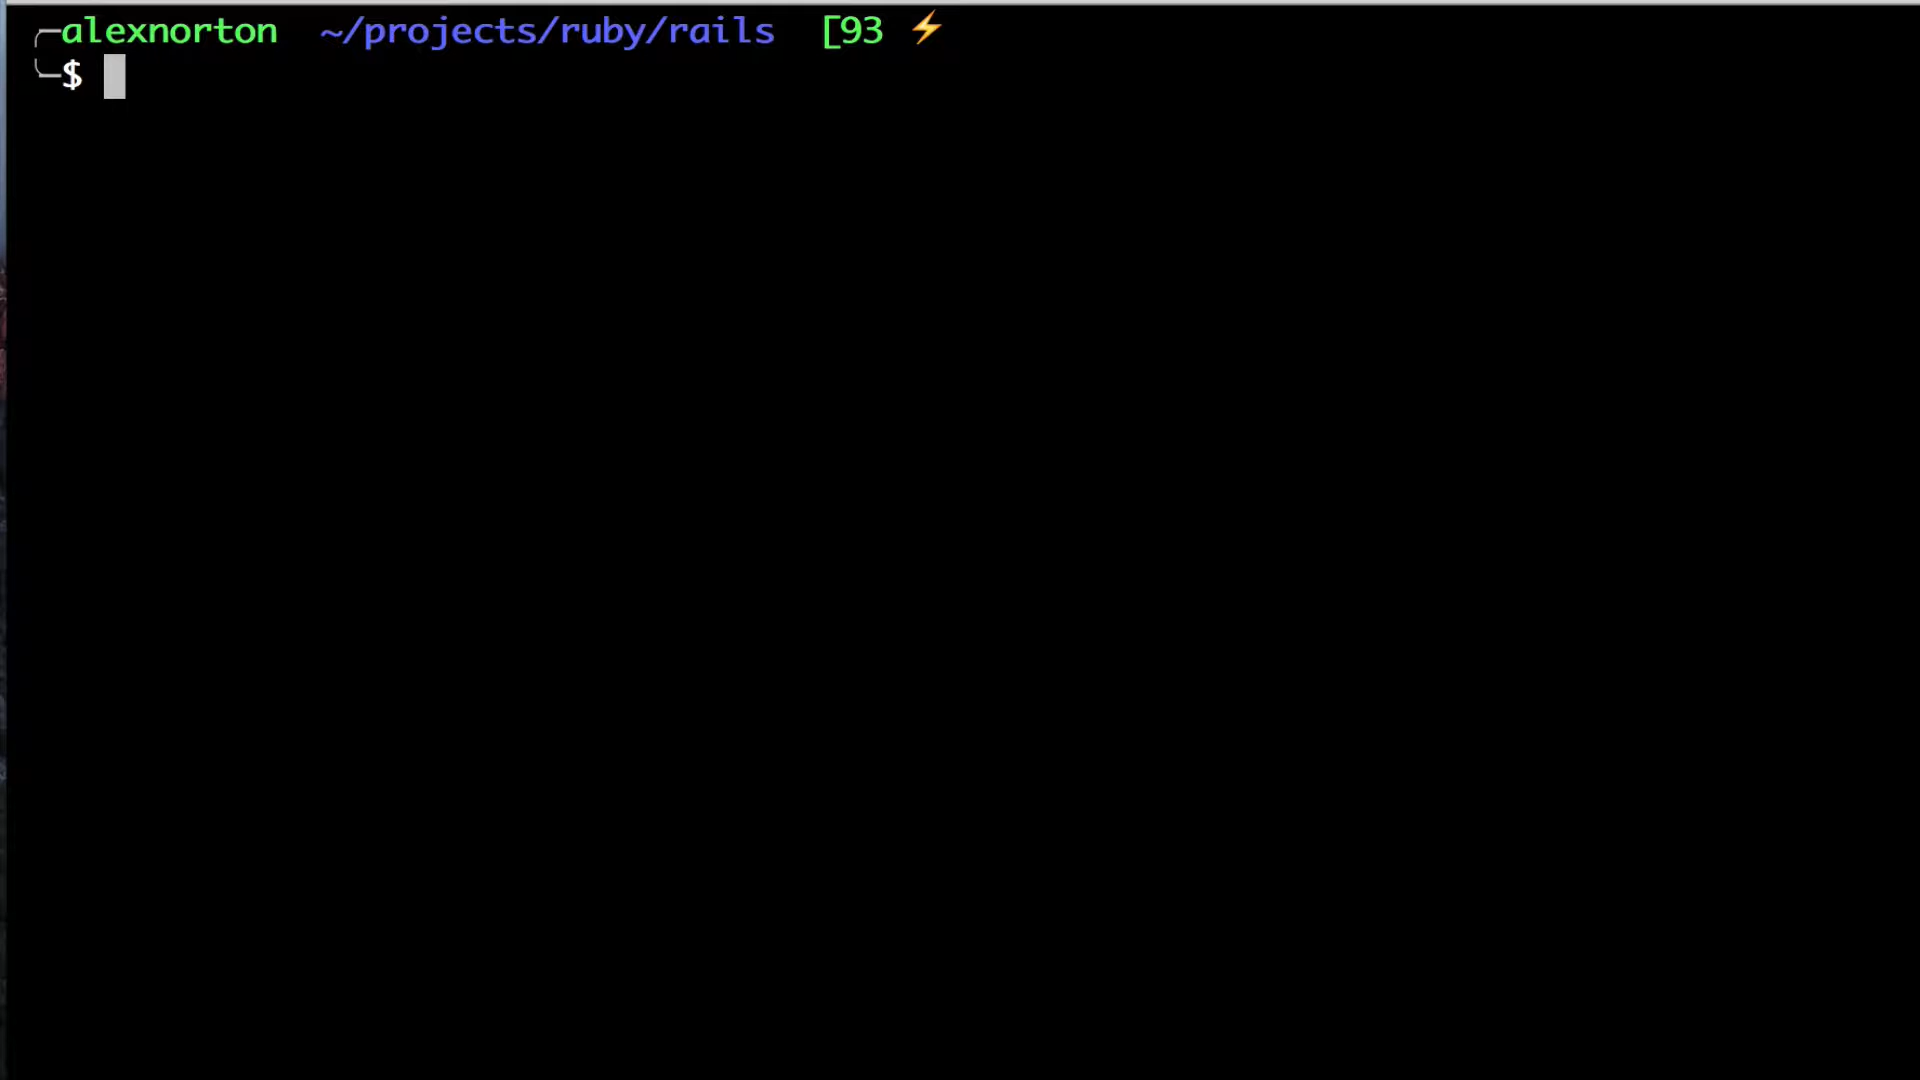 ╭─alexnorton  ~/projects/ruby/rails  [93 ⚡
╰─$